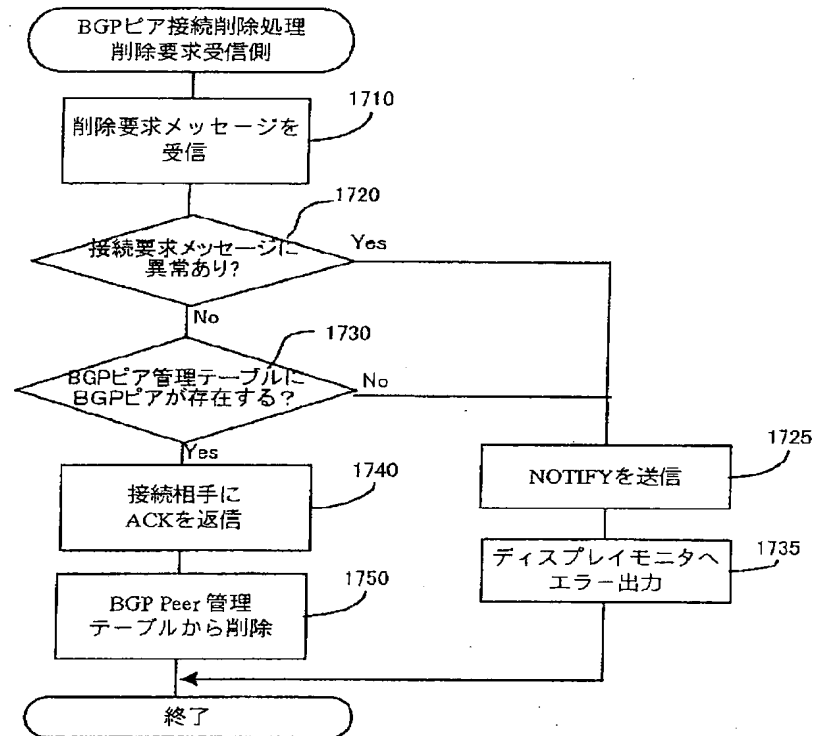 BGPピア接続削除処理
削除要求受信側
1710
削除要求メッセージを
受信
1720
接続要求メッセージに
異常あり?
Yes
No
1730
BGPピア管理テーブルに
BGPピアが存在する?
No
Yes
1740
接続相手に
ACKを返信
1725
NOTIFYを送信
1735
ディスプレイモニタへ
エラー出力
1750
BGP Peer 管理
テーブルから削除
終了